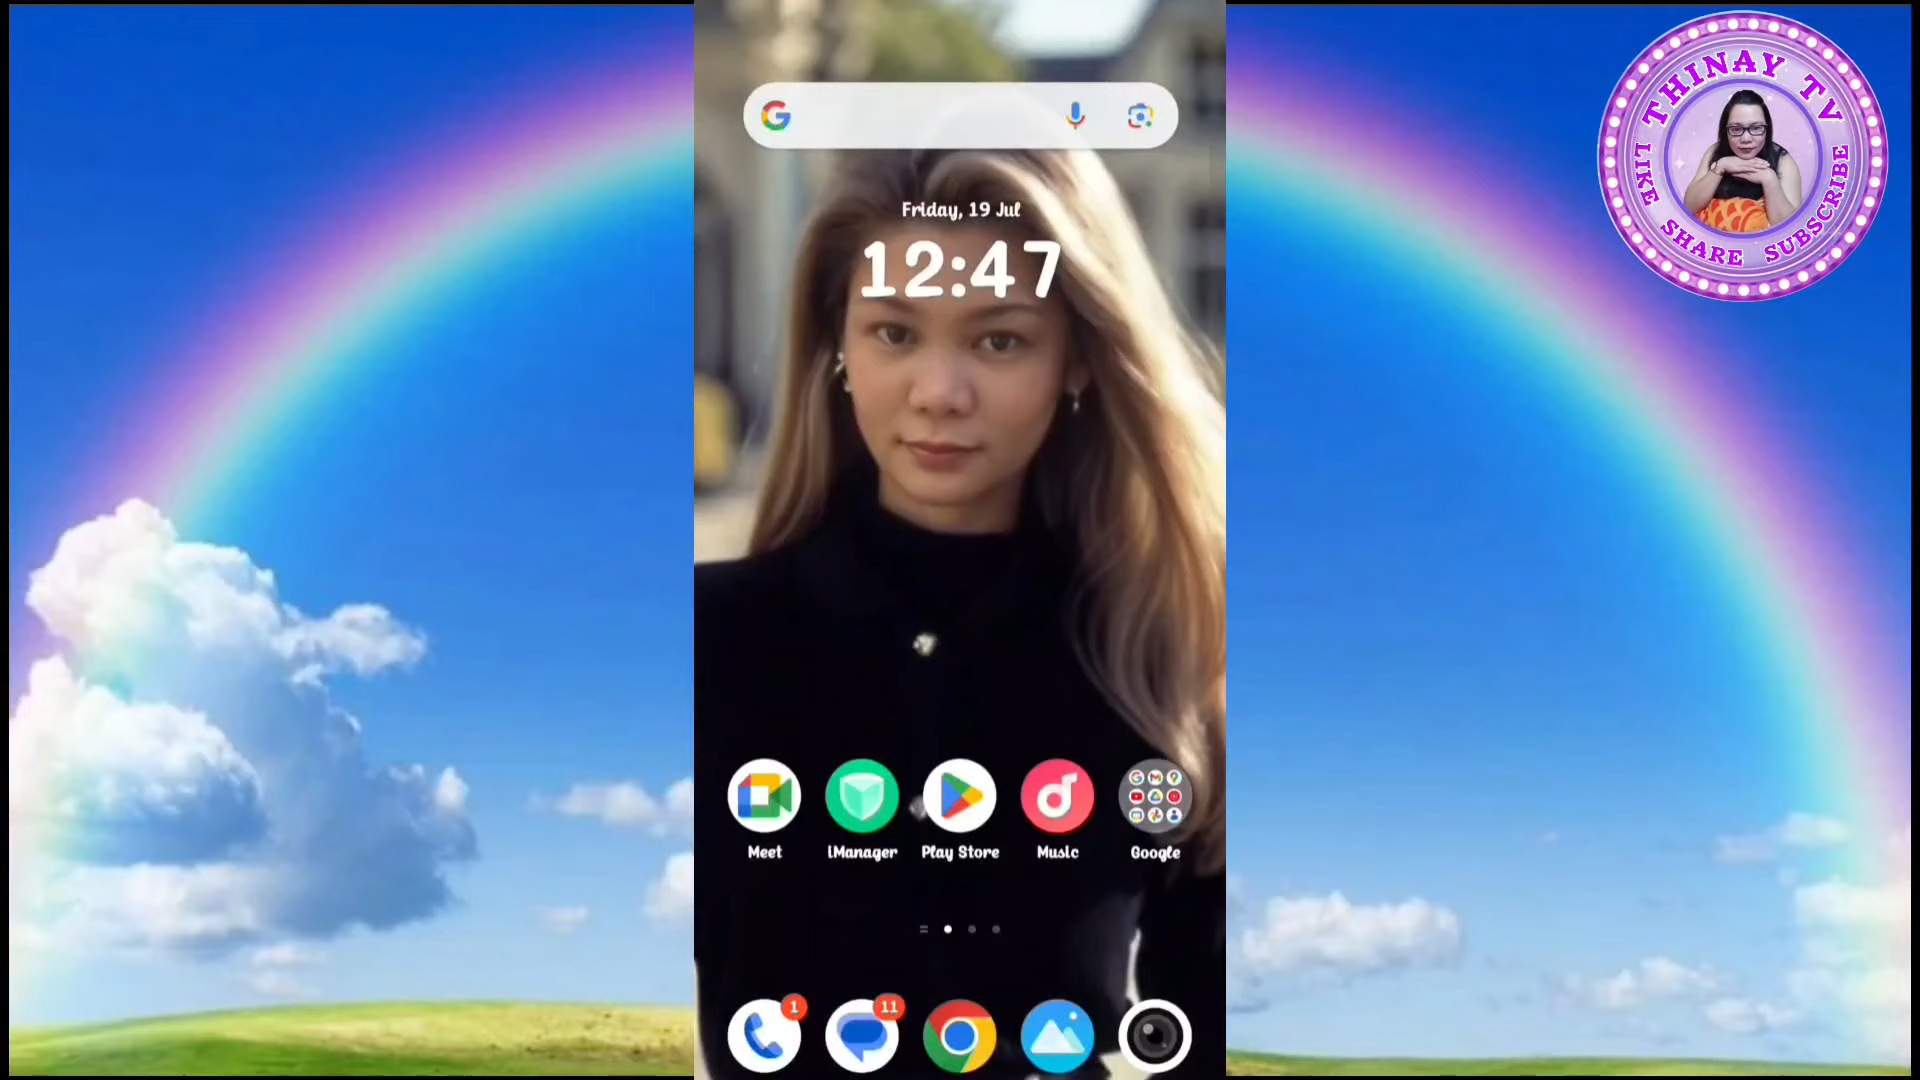 THINAY TV
LIKE SHARE SUBSCRIBE
Friday, 19 Jul
12:47
Meet
iManager
Play Store
Music
Google
1
11